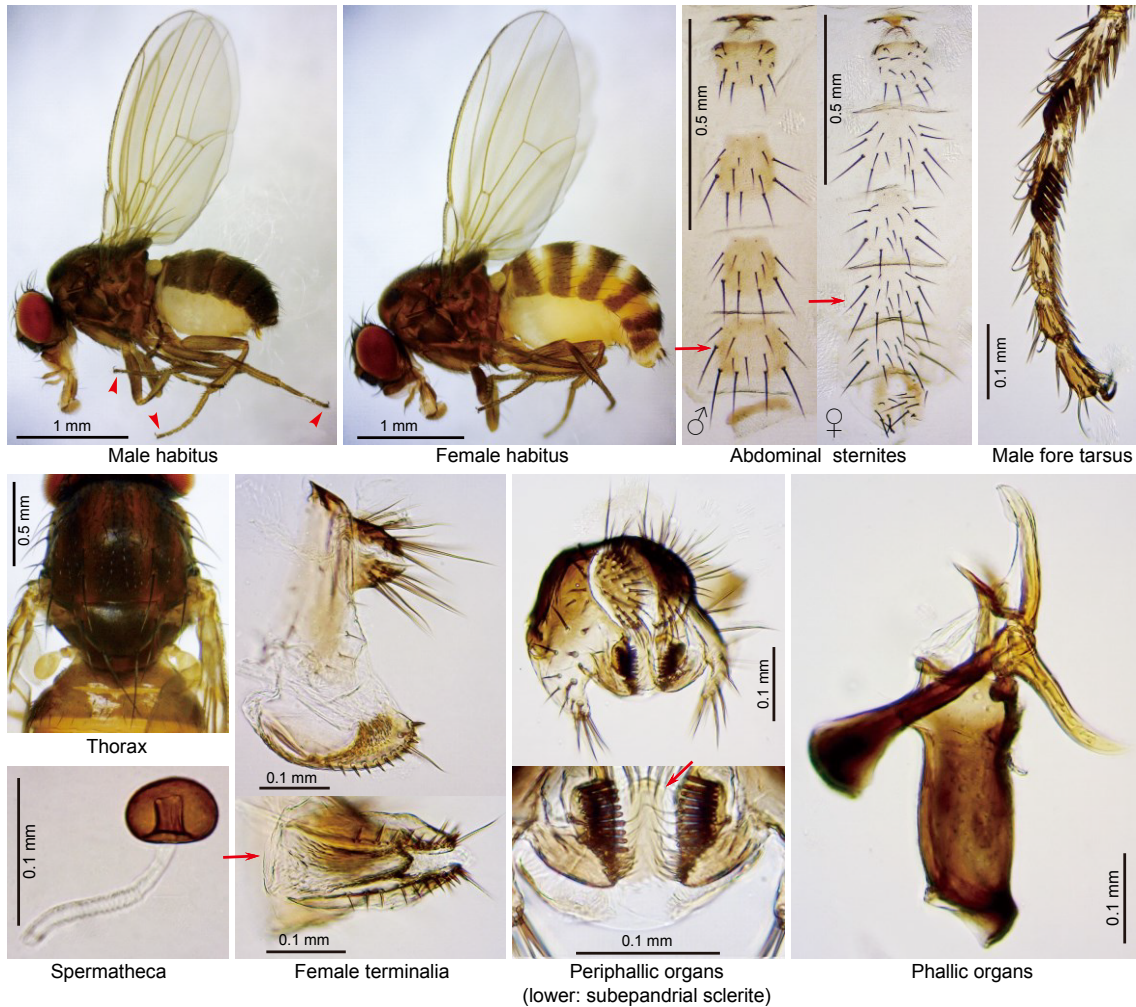 1 mm
Male habitus
1 mm
Female habitus
0.5 mm
♂
0.5 mm
♀
Abdominal sternites
0.1 mm
Male fore tarsus
0.5 mm
Thorax
0.1 mm
Spermatheca
0.1 mm
0.1 mm
Female terminalia
0.1 mm
0.1 mm
Periphallic organs
(lower: subepandrial sclerite)
0.1 mm
Phallic organs